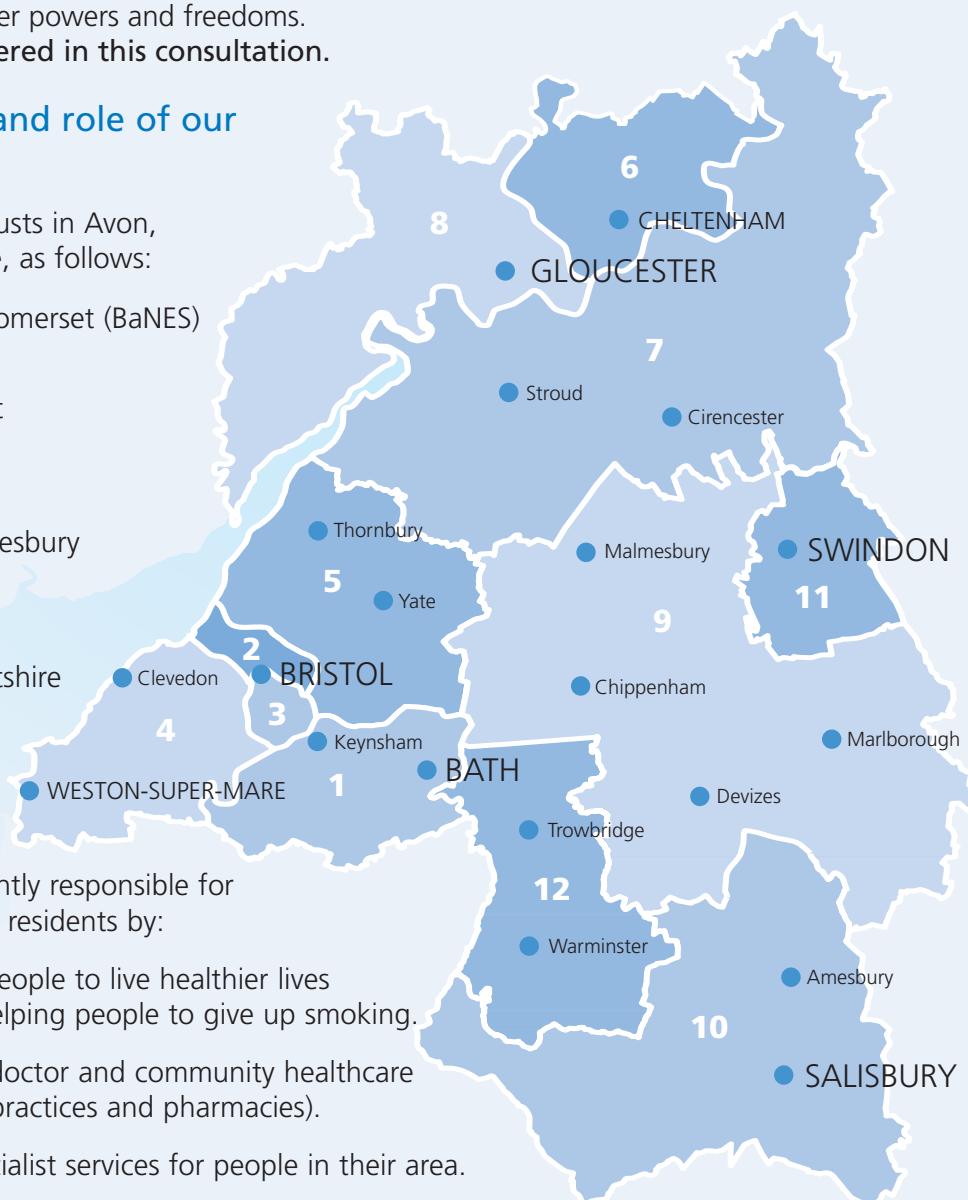 er powers and freedoms.
ered in this consultation.
and role of our
usts in Avon,
e, as follows:
omerset (BaNES)
t
esbury
tshire
ntly responsible for
residents by:
eople to live healthier lives
elping people to give up smoking.
doctor and community healthcare
practices and pharmacies).
cialist services for people in their area.
6
CHELTENHAM
8
GLOUCESTER
7
Stroud
Cirencester
Thornbury
Malmesbury
SWINDON
5
Yate
11
9
2
BRISTOL
Clevedon
Chippenham
3
4
Keynsham
Marlborough
BATH
1
WESTON-SUPER-MARE
Devizes
Trowbridge
12
Warminster
Amesbury
10
SALISBURY